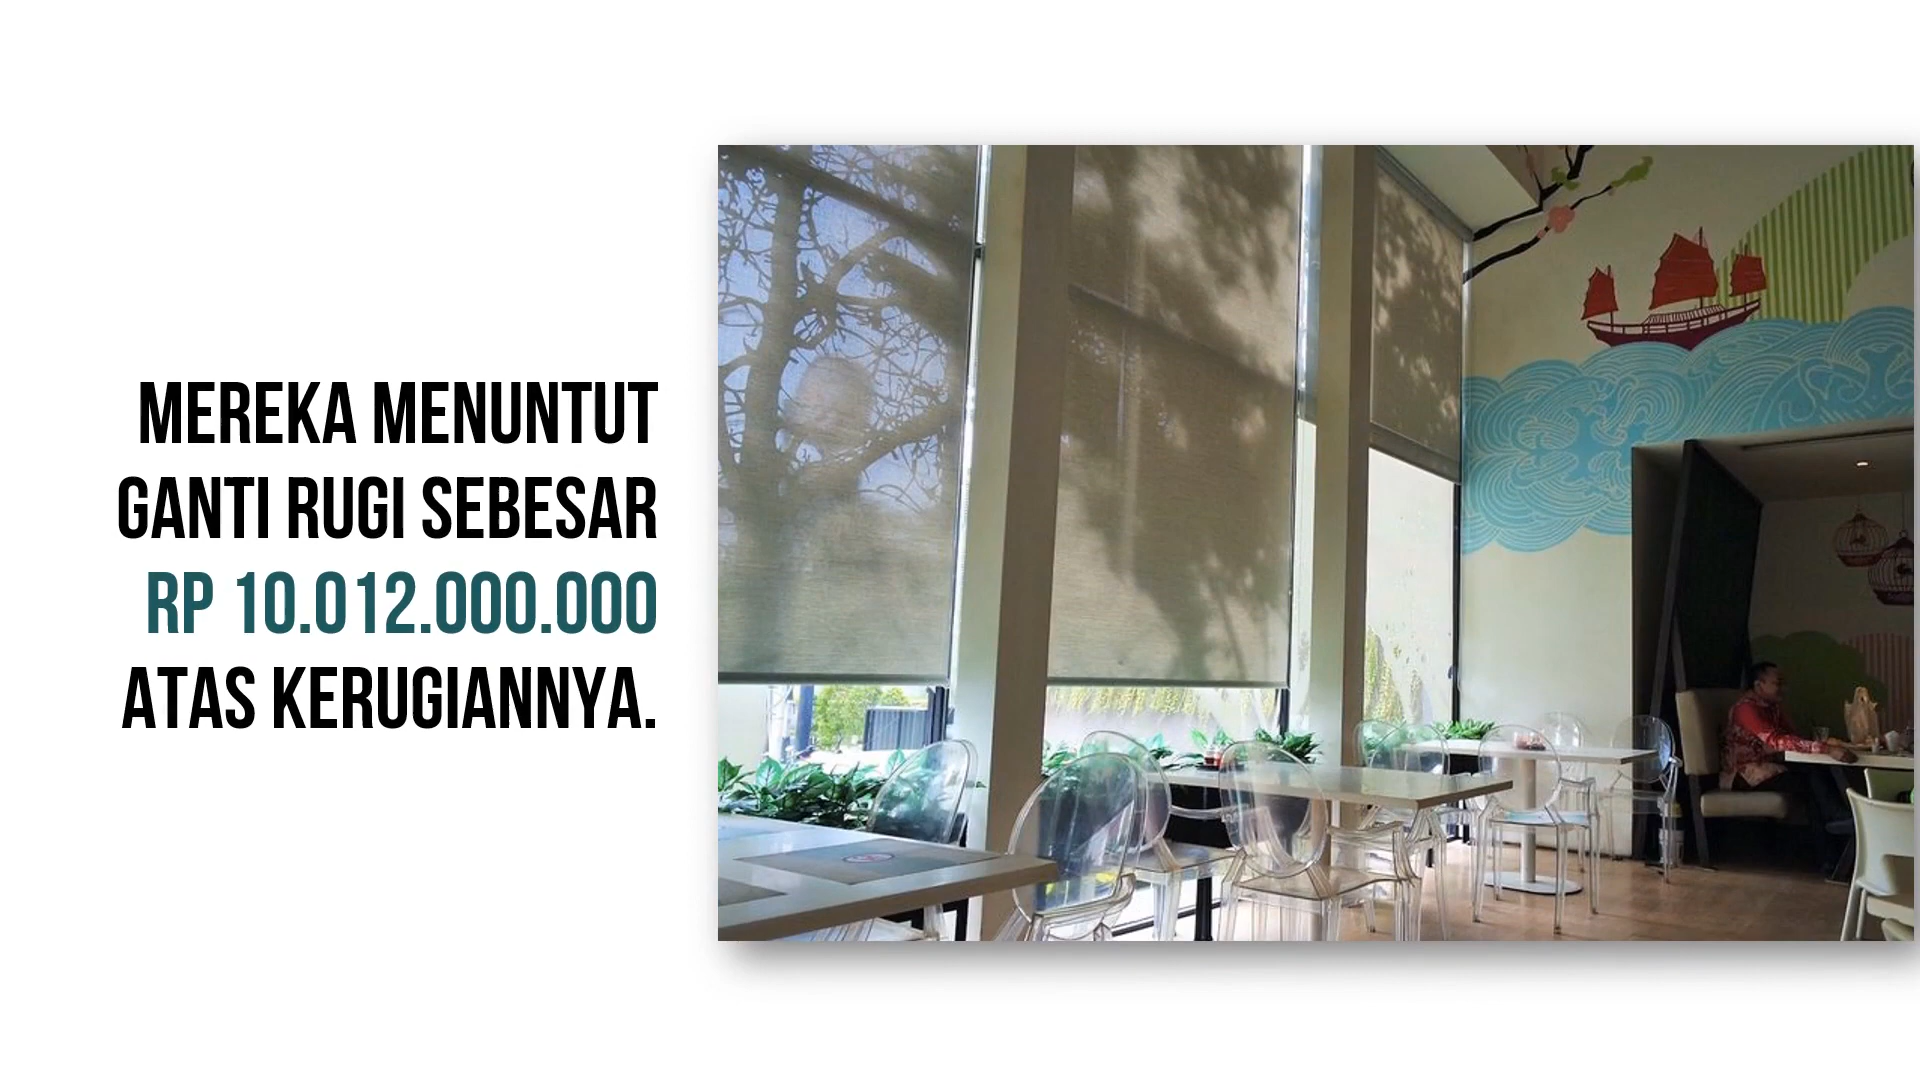 MEREKA MENUNTUT
GANTI RUGI SEBESAR
RP 10.012.000.000
ATAS KERUGIANNYA.